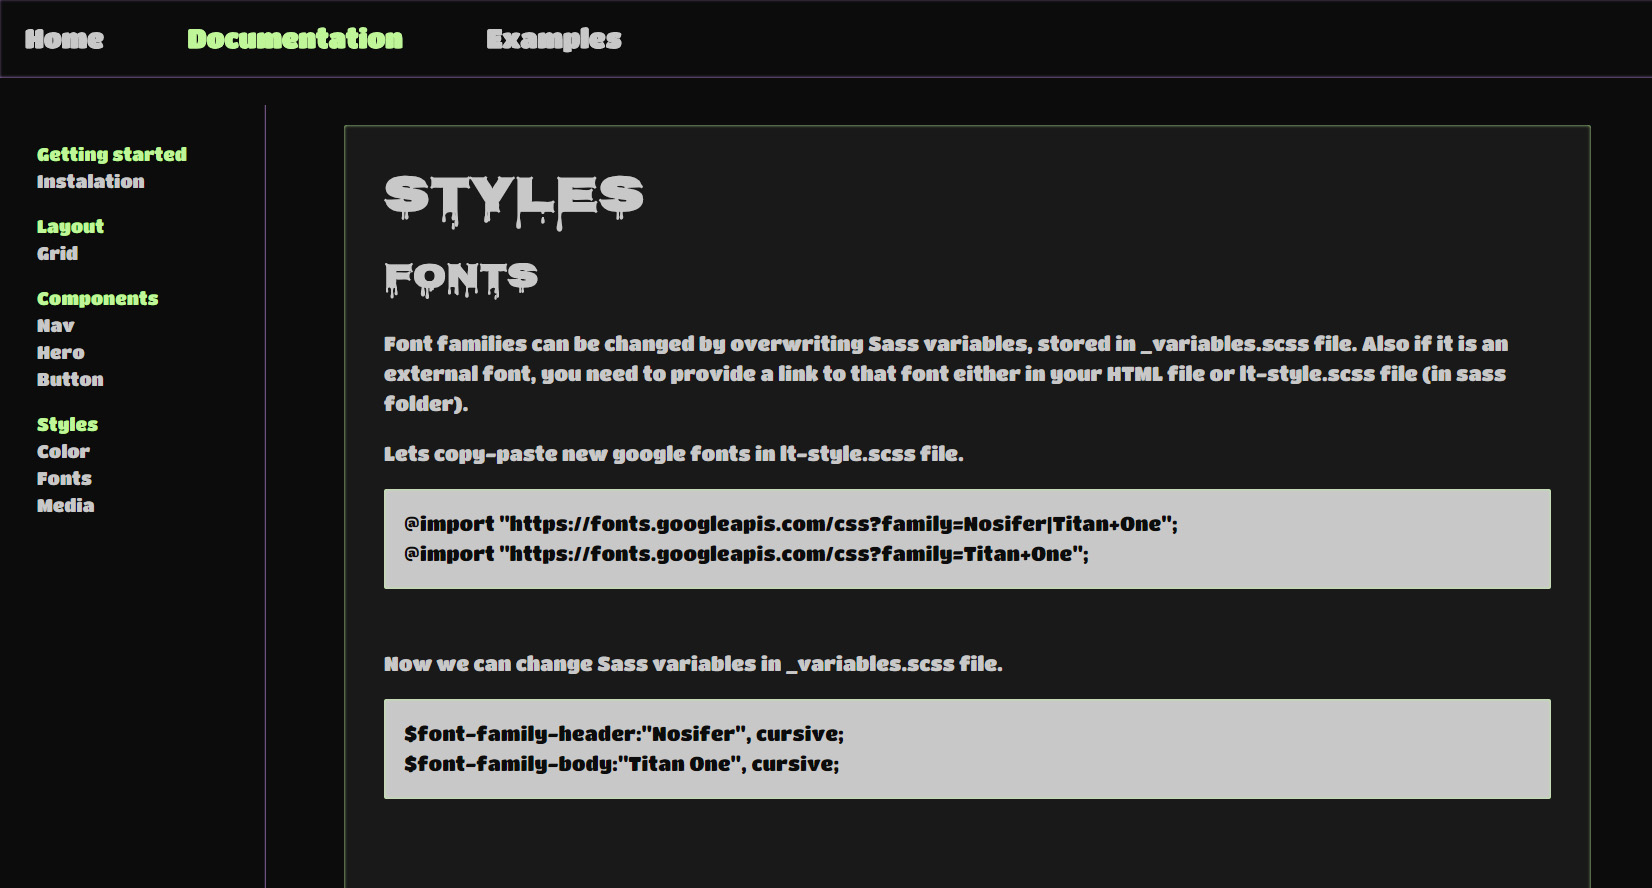 Home Documentation Examples
Getting started
Instalation
Layout
Grid
Components
Nav
Hero
Button
Styles
Color
Fonts
Media
STYLES
FONTS
Font families can be changed by overwriting Sass variables, stored in _variables.scss file. Also if it is an
external font, you need to provide a link to that font either in your HTML file or lt-style.scss file (in sass
folder).
Lets copy-paste new google fonts in lt-style.scss file.
@import "https://fonts.googleapis.com/css?family=Nosifer|Titan+One";
@import "https://fonts.googleapis.com/css?family=Titan+One";
Now we can change Sass variables in _variables.scss file.
$font-family-header:"Nosifer", cursive;
$font-family-body:"Titan One", cursive;